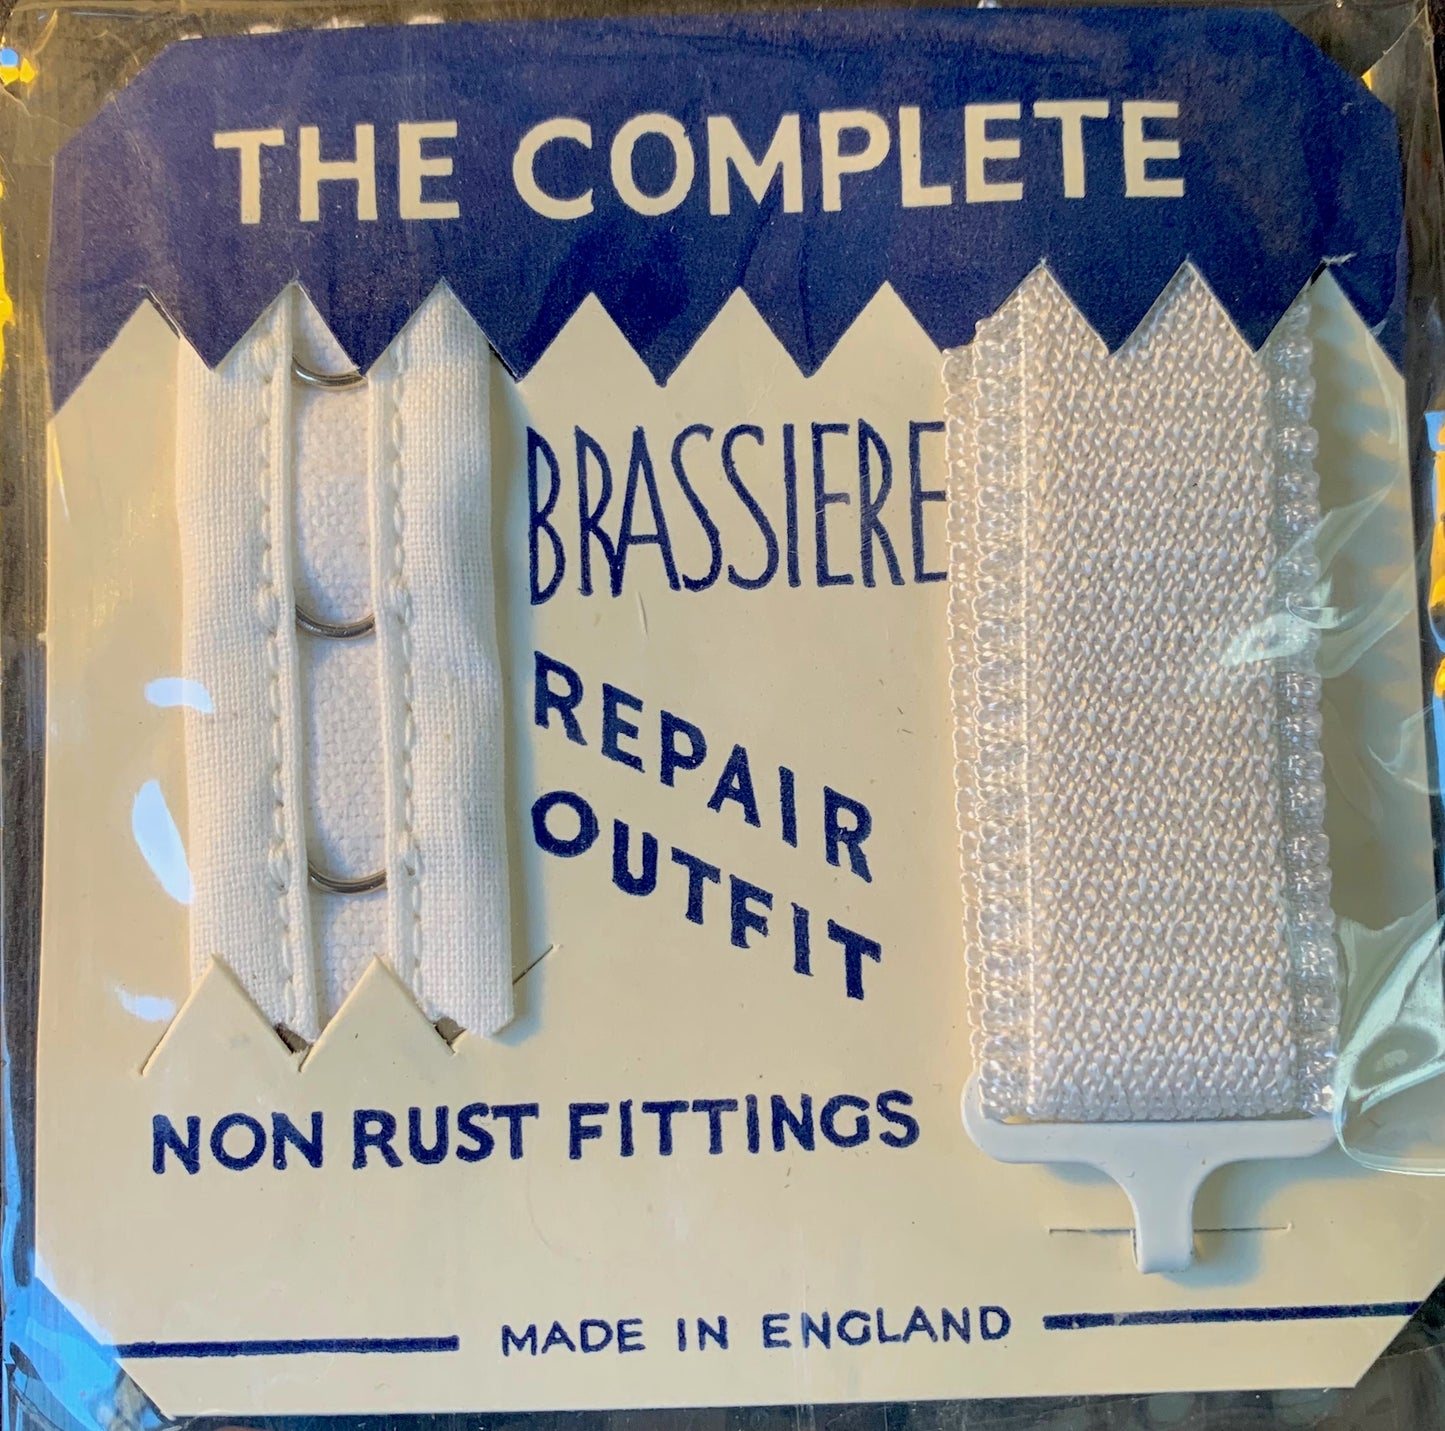 THE COMPLETE
BRASSIERE
REPAIR
OUTFIT
NON RUST FITTINGS
MADE IN ENGLAND